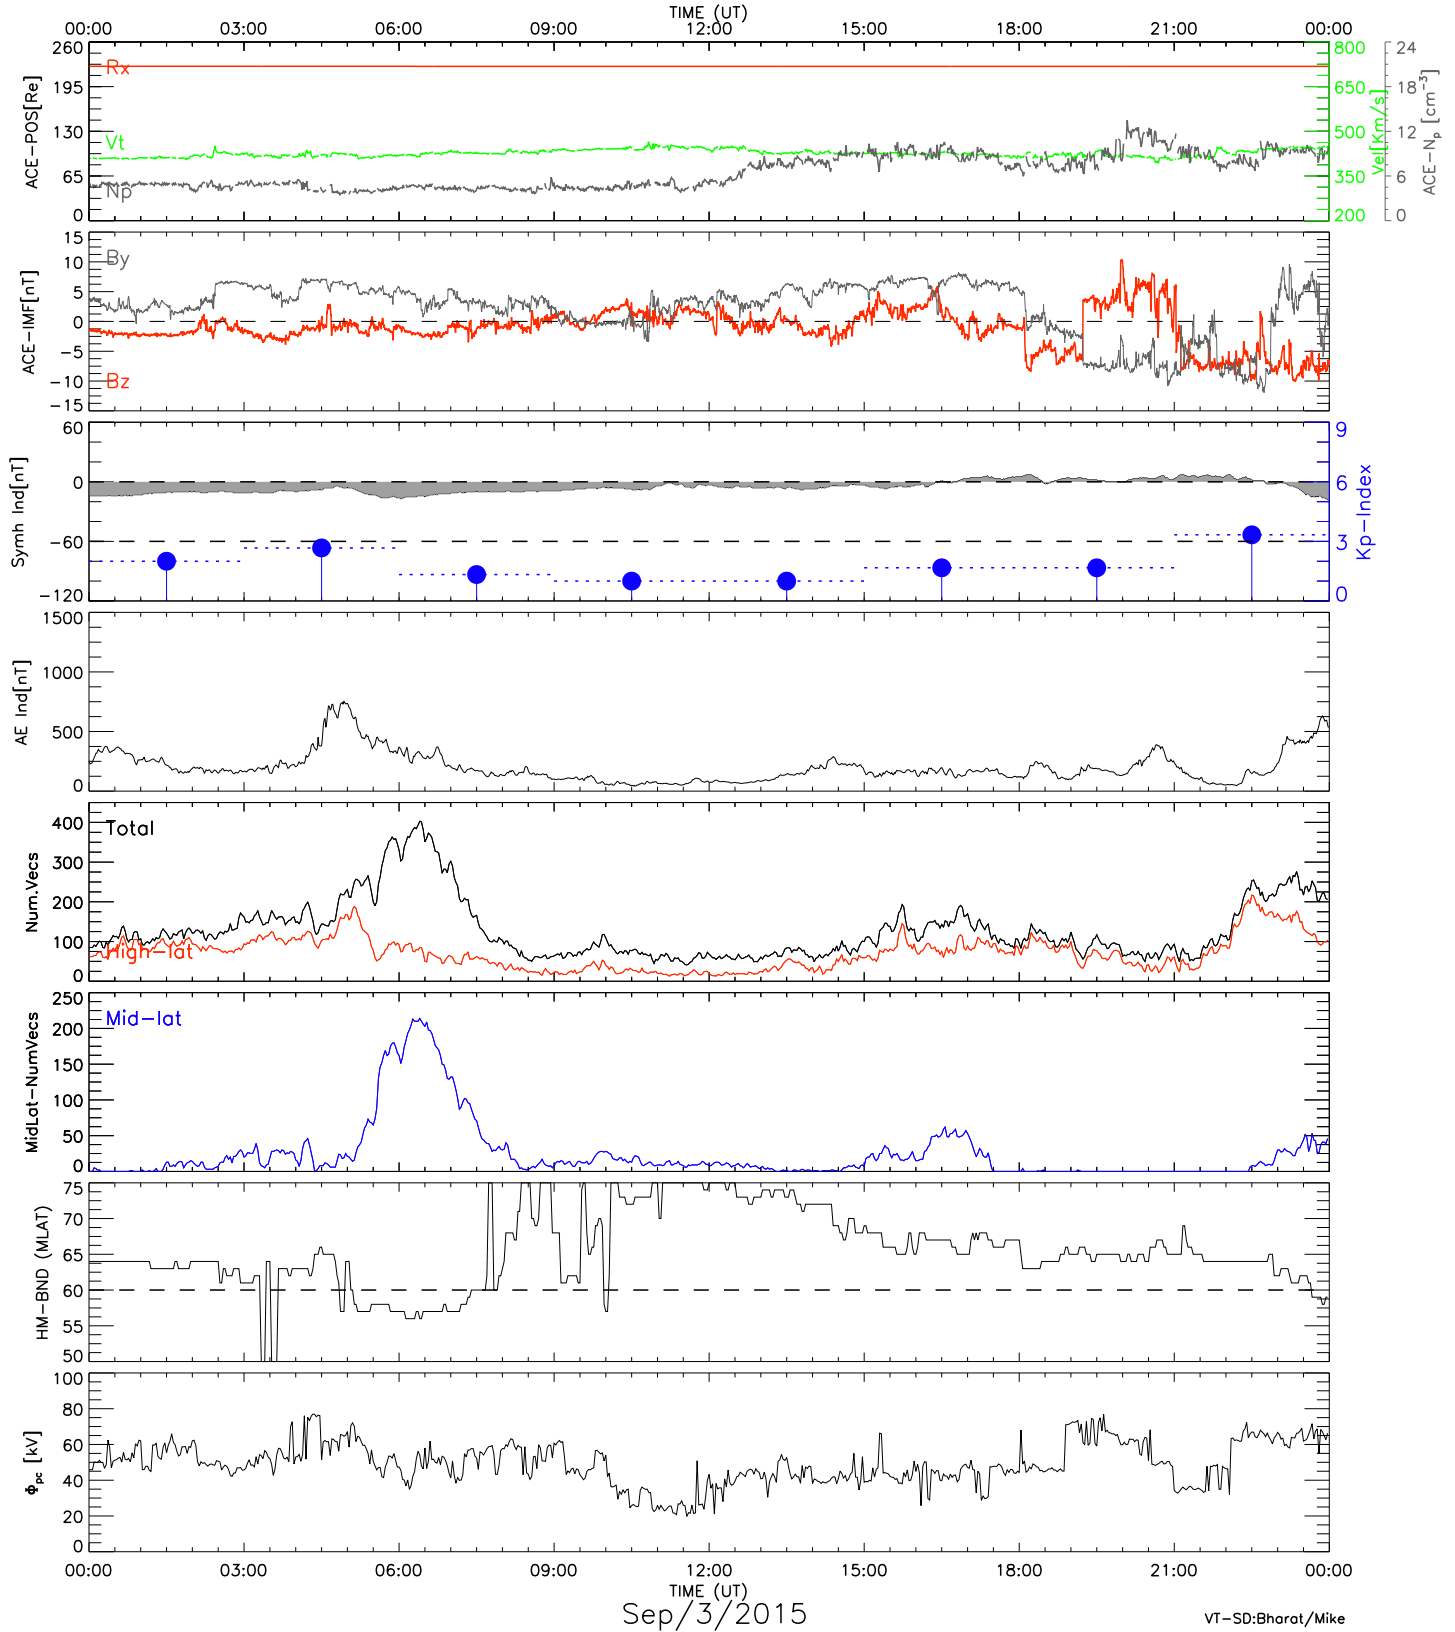 TIME (UT)
00:00 03:00 06:00 09:00 12:00 15:00 18:00 21:00 00:00
260 195 130 65 0
ACE-POS[Re]
Rx
Vt
Np
800 650 500 350 200
Vel[Km/s]
24 18 12 6 0
ACE-Np [cm-3]
15 10 5 0 -5 -10 -15
ACE-IMF[nT]
By
Bz
60 0 -60 -120
Symh Ind[nT]
9 6 3 0
Kp-Index
1500 1000 500 0
AE Ind[nT]
400 300 200 100 0
Num.Vecs
Total
High-lat
250 200 150 100 50 0
MidLat-NumVecs
Mid-lat
75 70 65 60 55 50
HM-BND (MLAT)
100 80 60 40 20 0
Φpc [kV]
00:00 03:00 06:00 09:00 12:00 15:00 18:00 21:00 00:00
TIME (UT)
Sep/3/2015
VT-SD:Bharat/Mike